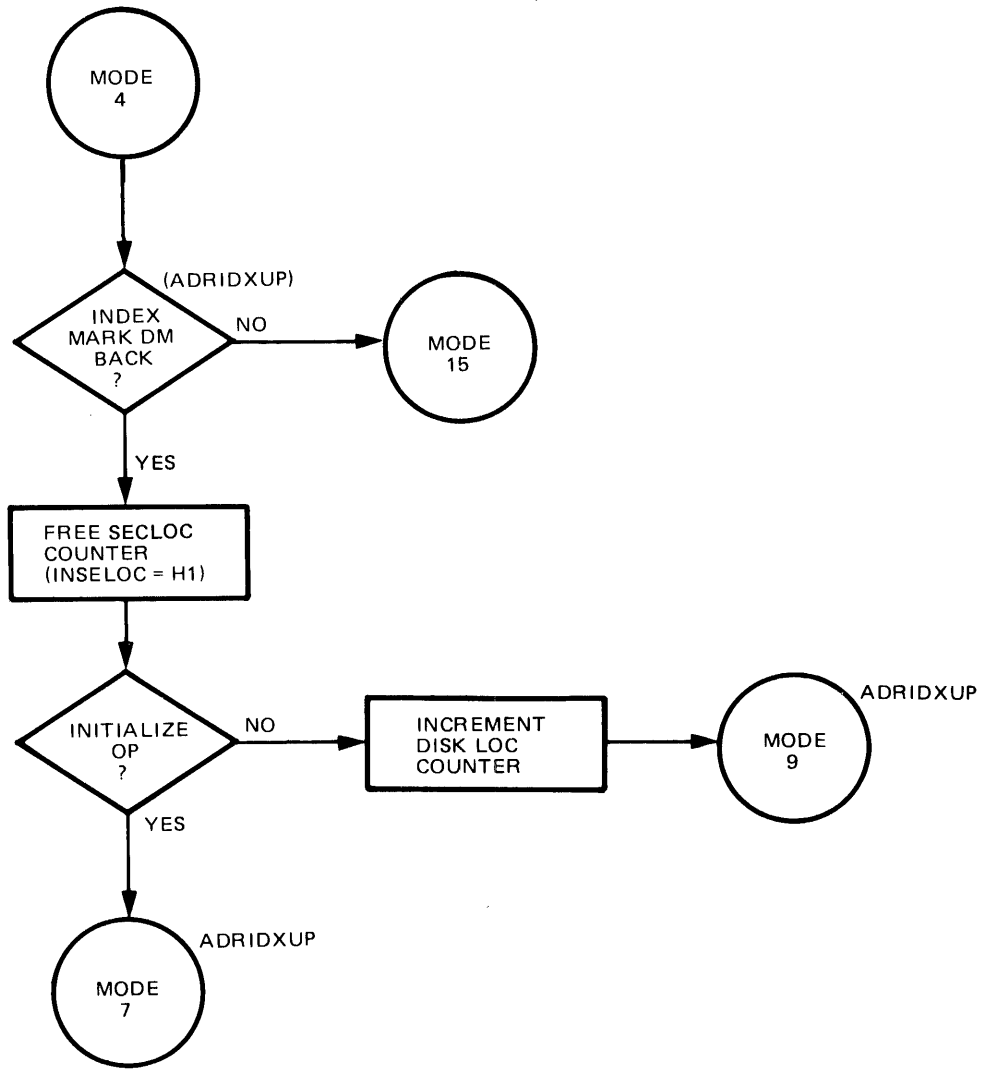 MODE
4
(ADRIDXUP)
INDEX
MARK DM
BACK
?
NO
MODE
15
YES
FREE SECLOC
COUNTER
(INSELOC = H1)
INITIALIZE
OP
?
NO
INCREMENT
DISK LOC
COUNTER
MODE
9
ADRIDXUP
YES
ADRIDXUP
MODE
7